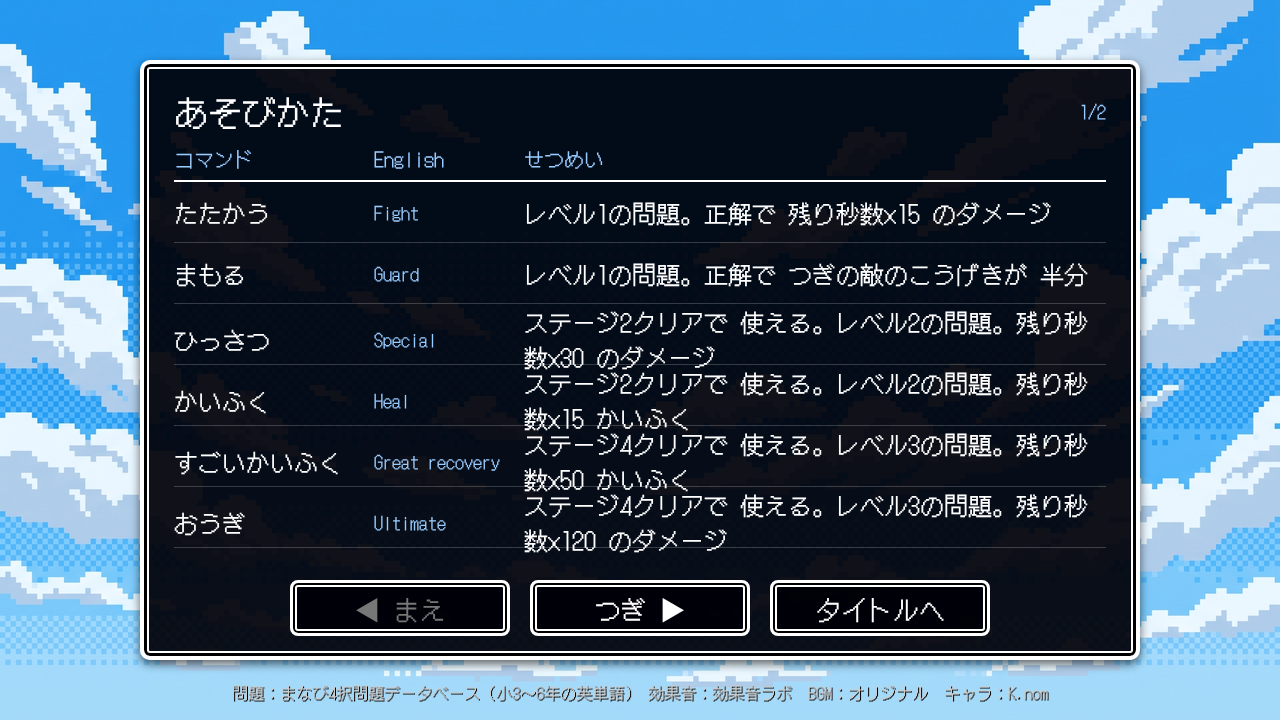 あそびかた
1/2
コマンド English せつめい
たたかう Fight レベル1の問題。正解で 残り秒数x15 のダメージ
まもる Guard レベル1の問題。正解で つぎの敵のこうげきが 半分
ひっさつ Special ステージ2クリアで 使える。レベル2の問題。残り秒
数x30 のダメージ
かいふく Heal ステージ2クリアで 使える。レベル2の問題。残り秒
数x15 かいふく
すごいかいふく Great recovery ステージ4クリアで 使える。レベル3の問題。残り秒
数x50 かいふく
おうぎ Ultimate ステージ4クリアで 使える。レベル3の問題。残り秒
数x120 のダメージ
◀ まえ つぎ ▶ タイトルへ
問題：まなび4択問題データベース（小3〜6年の英単語） 効果音：効果音ラボ BGM：オリジナル キャラ：K.nom